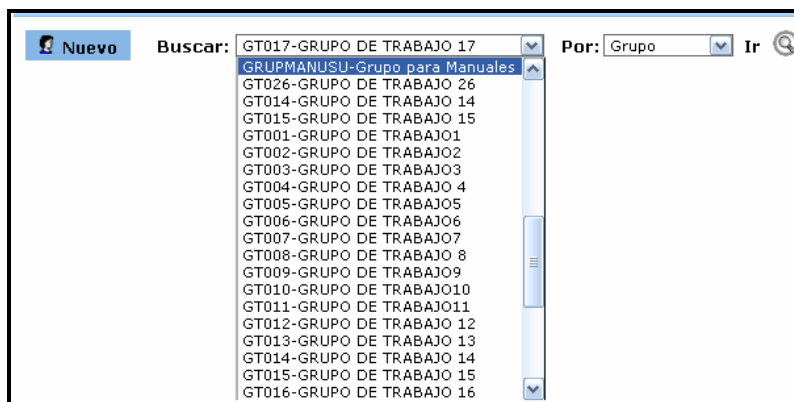 Nuevo Buscar: GT017-GRUPO DE TRABAJO 17 Por: Grupo Ir
GRUPMANUSU-Grupo para Manuales
GT026-GRUPO DE TRABAJO 26
GT014-GRUPO DE TRABAJO 14
GT015-GRUPO DE TRABAJO 15
GT001-GRUPO DE TRABAJO1
GT002-GRUPO DE TRABAJO2
GT003-GRUPO DE TRABAJO3
GT004-GRUPO DE TRABAJO 4
GT005-GRUPO DE TRABAJO5
GT006-GRUPO DE TRABAJO6
GT007-GRUPO DE TRABAJO7
GT008-GRUPO DE TRABAJO 8
GT009-GRUPO DE TRABAJO9
GT010-GRUPO DE TRABAJO10
GT011-GRUPO DE TRABAJO11
GT012-GRUPO DE TRABAJO 12
GT013-GRUPO DE TRABAJO 13
GT014-GRUPO DE TRABAJO 14
GT015-GRUPO DE TRABAJO 15
GT016-GRUPO DE TRABAJO 16